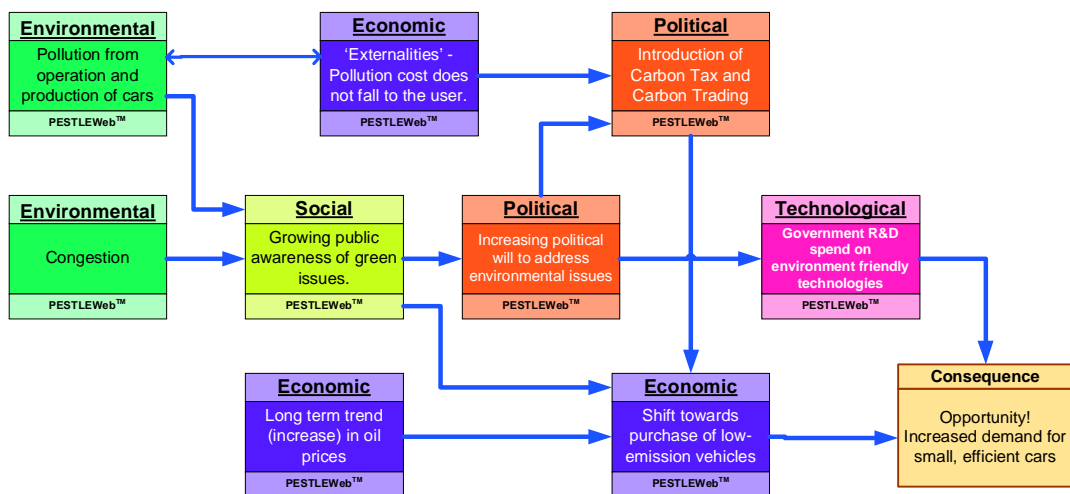 Environmental
Pollution from
operation and
production of cars
PESTLEWeb™
Economic
‘Externalities’ -
Pollution cost does
not fall to the user.
PESTLEWeb™
Political
Introduction of
Carbon Tax and
Carbon Trading
PESTLEWeb™
Environmental
Congestion
PESTLEWeb™
Social
Growing public
awareness of green
issues.
PESTLEWeb™
Political
Increasing political
will to address
environmental issues
PESTLEWeb™
Technological
Government R&D
spend on
environment friendly
technologies
PESTLEWeb™
Economic
Long term trend
(increase) in oil
prices
PESTLEWeb™
Economic
Shift towards
purchase of low-
emission vehicles
PESTLEWeb™
Consequence
Opportunity!
Increased demand for
small, efficient cars